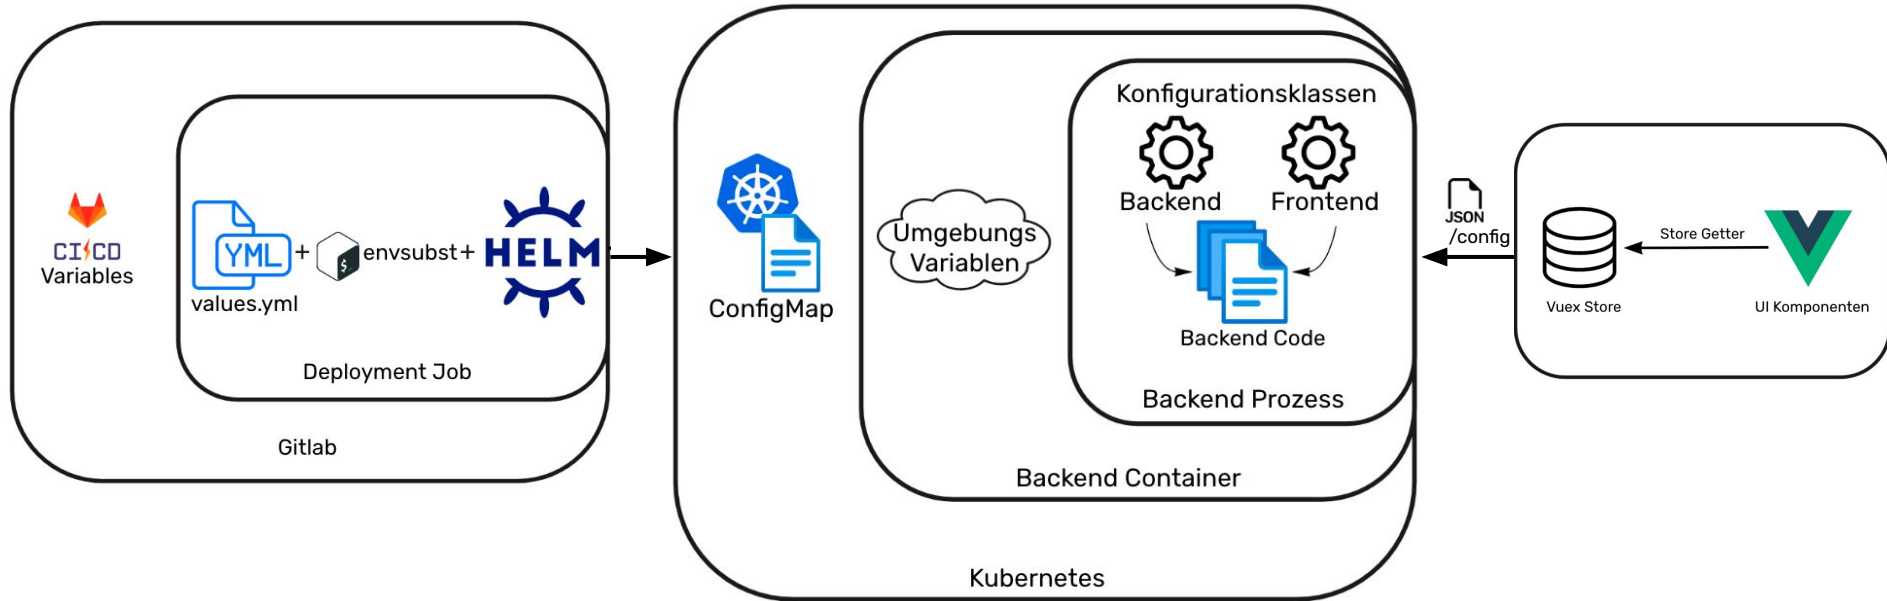 CI/CD
Variables
YML
+
$_
envsubst
+
HELM
values.yml
Deployment Job
Gitlab
ConfigMap
Umgebungs
Variablen
Konfigurationsklassen
Backend
Frontend
Backend Code
Backend Prozess
Backend Container
Kubernetes
JSON
/config
Store Getter
Vuex Store
UI Komponenten